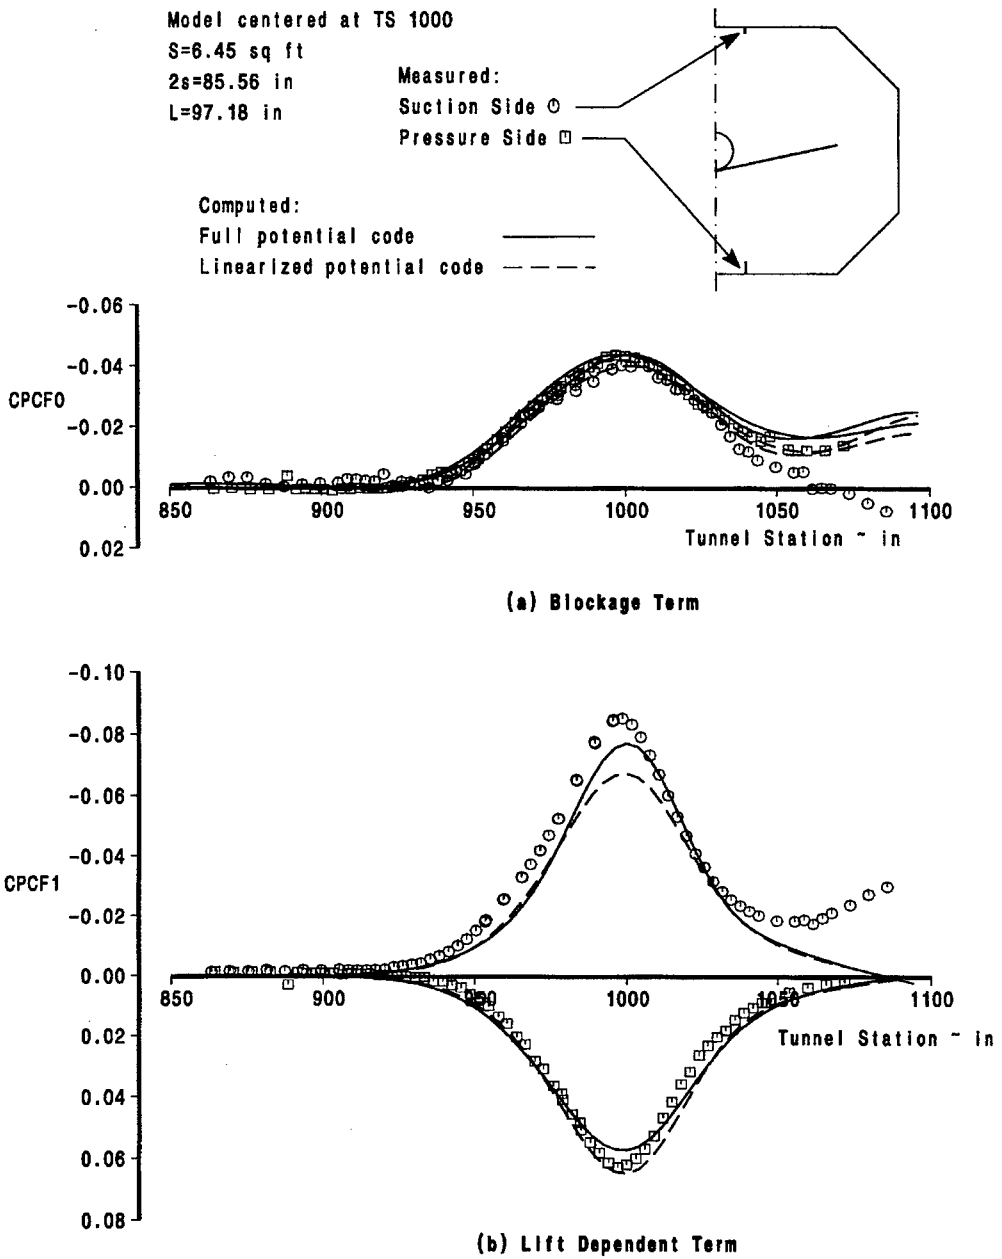 Model centered at TS 1000
S=6.45 sq ft
2s=85.56 in
L=97.18 in
Measured:
Suction Side
Pressure Side
Computed:
Full potential code
Linearized potential code
-0.06
-0.04
CPCF0
-0.02
0.00
850 900 950 1000 1050 1100
0.02
Tunnel Station ~ in
(a) Blockage Term
-0.10
-0.08
-0.06
-0.04
CPCF1
-0.02
0.00
850 900 950 1000 1050 1100
0.02
Tunnel Station ~ in
0.04
0.06
0.08
(b) Lift Dependent Term